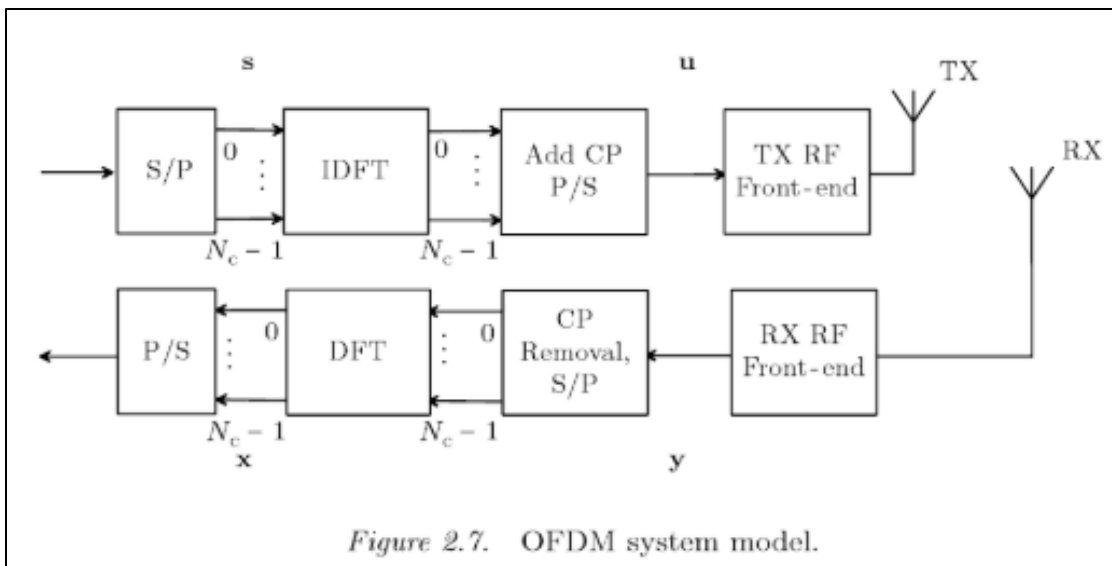 s
u
TX
S/P
0
⋮
N_c − 1
IDFT
0
⋮
N_c − 1
Add CP
P/S
TX RF
Front-end
RX
P/S
0
⋮
N_c − 1
DFT
0
⋮
N_c − 1
CP
Removal,
S/P
RX RF
Front-end
x
y
Figure 2.7. OFDM system model.